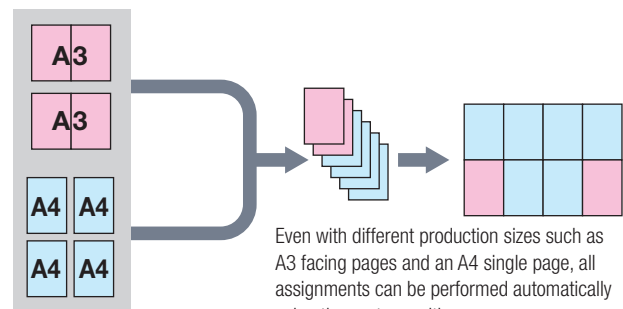 A3
A3
A4 A4
A4 A4
Even with different production sizes such as
A3 facing pages and an A4 single page, all
assignments can be performed automatically